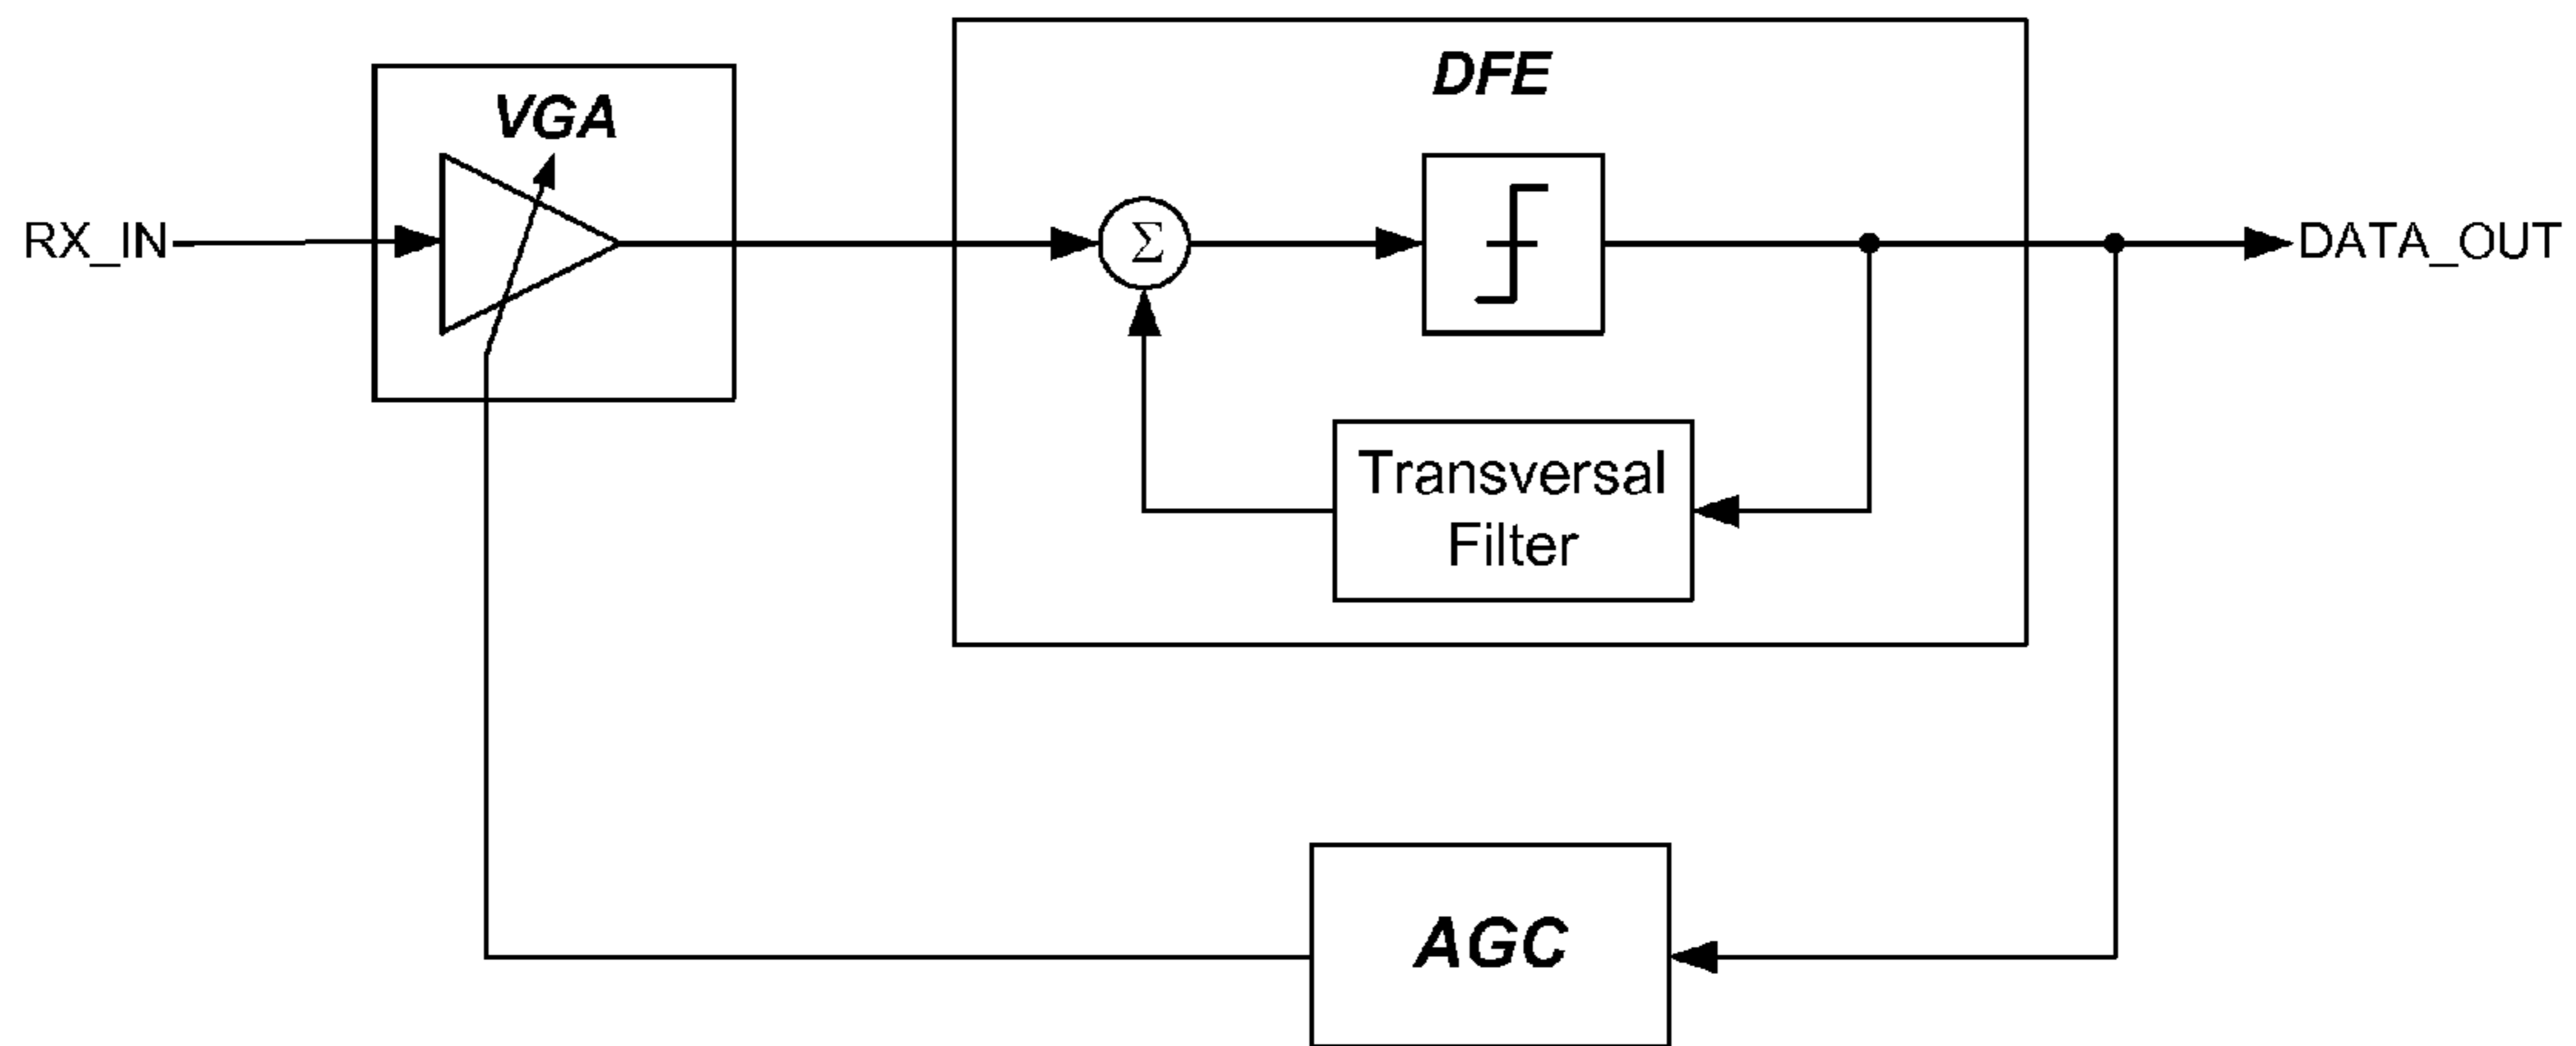 DFE
VGA
RX_IN
Σ
DATA_OUT
Transversal
Filter
AGC